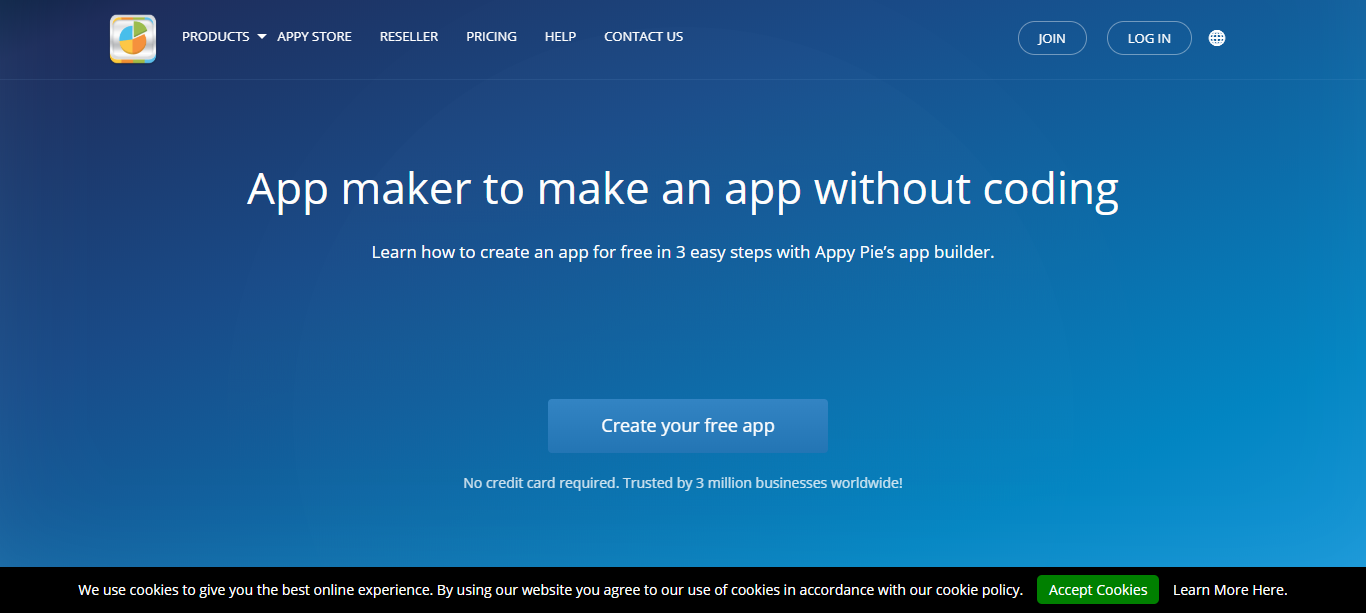 PRODUCTS APPY STORE RESELLER PRICING HELP CONTACT US JOIN LOG IN
App maker to make an app without coding
Learn how to create an app for free in 3 easy steps with Appy Pie’s app builder.
Create your free app
No credit card required. Trusted by 3 million businesses worldwide!
We use cookies to give you the best online experience. By using our website you agree to our use of cookies in accordance with our cookie policy. Accept Cookies Learn More Here.